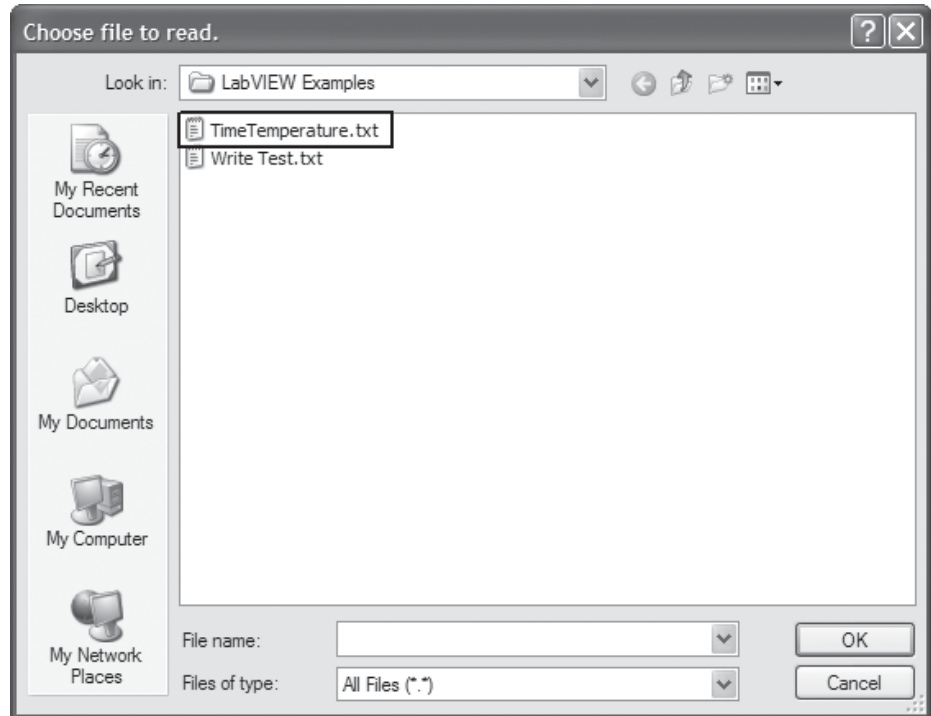 Choose file to read.
Look in: LabVIEW Examples
TimeTemperature.txt
Write Test.txt
My Recent
Documents
Desktop
My Documents
My Computer
My Network
Places
File name:
OK
Files of type: All Files (*.*)
Cancel